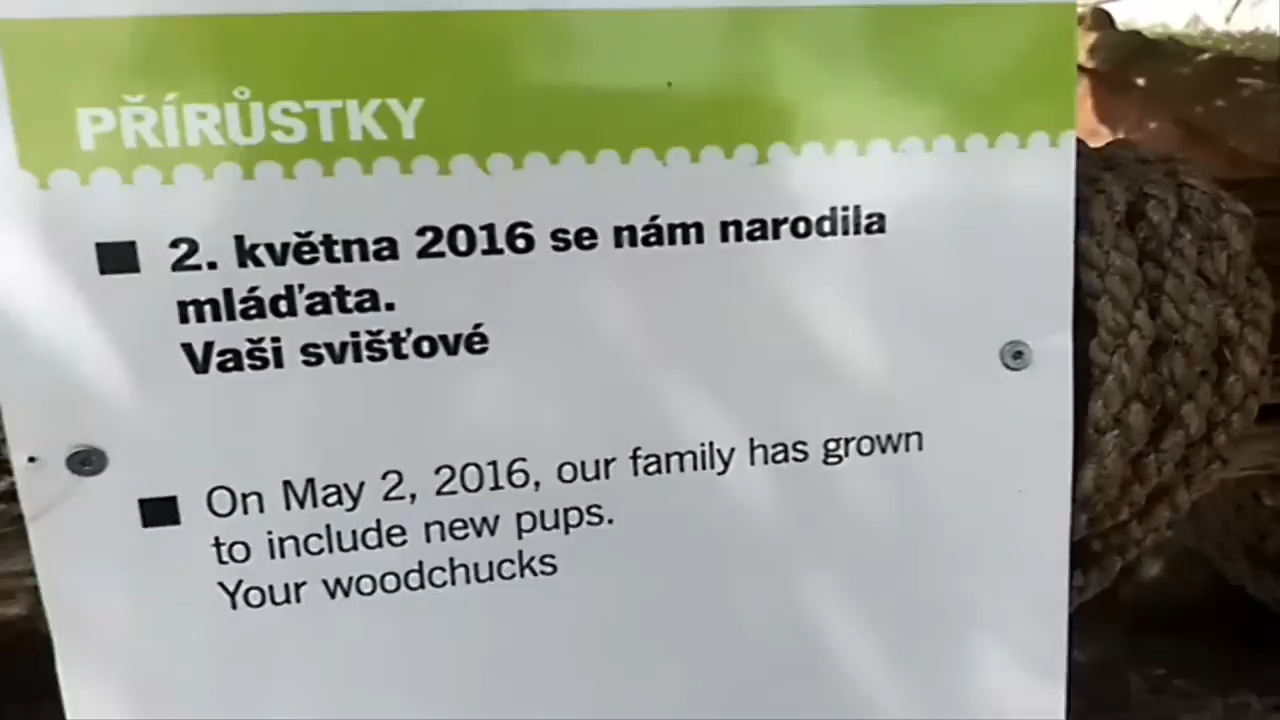 PŘÍRŮSTKY
2. května 2016 se nám narodila
mláďata.
Vaši svišťové
On May 2, 2016, our family has grown
to include new pups.
Your woodchucks